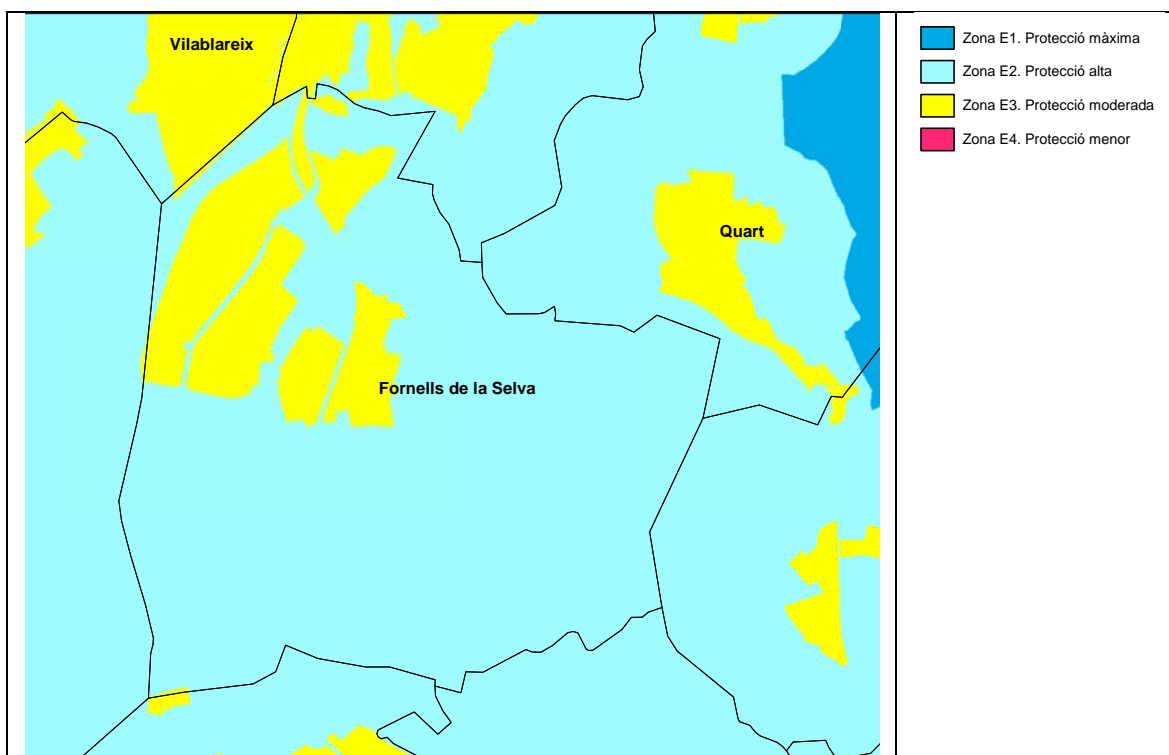 Vilablareix
Quart
Fornells de la Selva
Zona E1. Protecció màxima
Zona E2. Protecció alta
Zona E3. Protecció moderada
Zona E4. Protecció menor